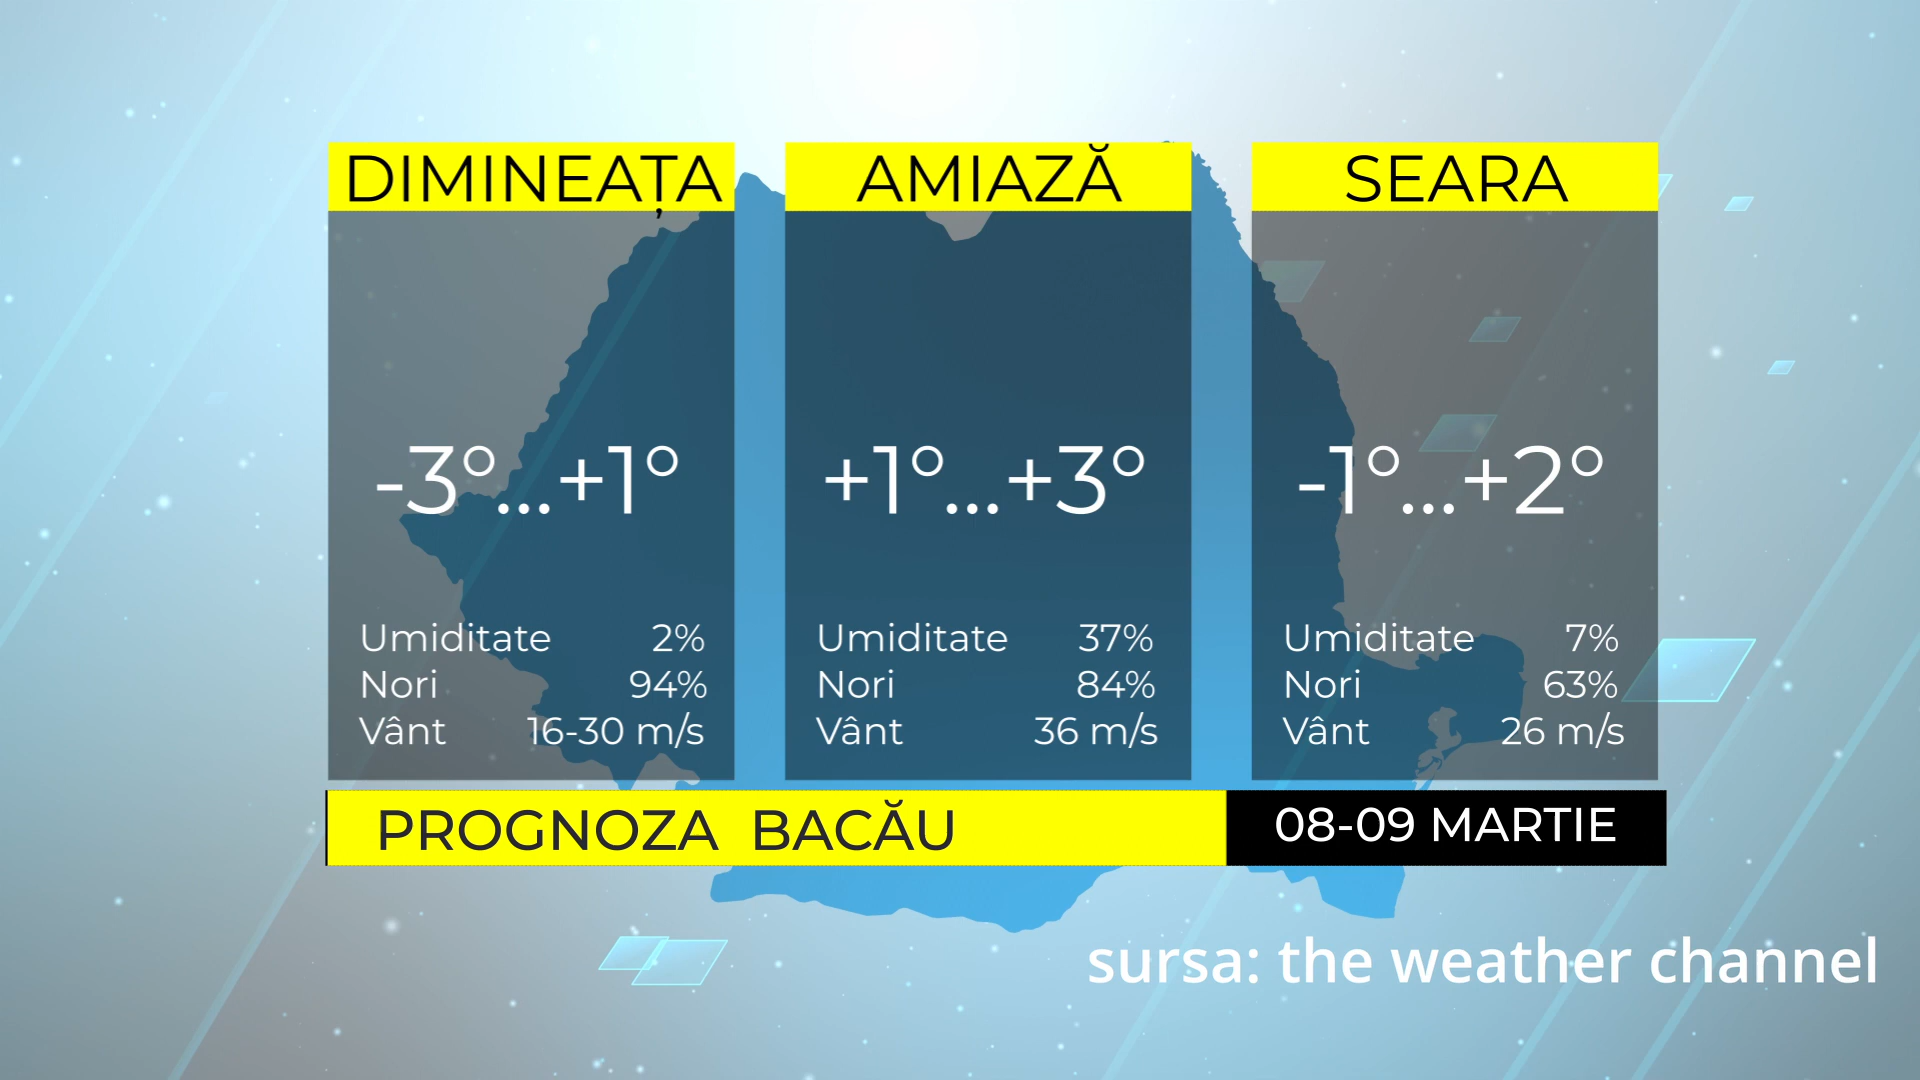 DIMINEAȚA
-3°...+1°
Umiditate 2%
Nori 94%
Vânt 16-30 m/s
AMIAZĂ
+1°...+3°
Umiditate 37%
Nori 84%
Vânt 36 m/s
SEARA
-1°...+2°
Umiditate 7%
Nori 63%
Vânt 26 m/s
PROGNOZA BACĂU
08-09 MARTIE
sursa: the weather channel